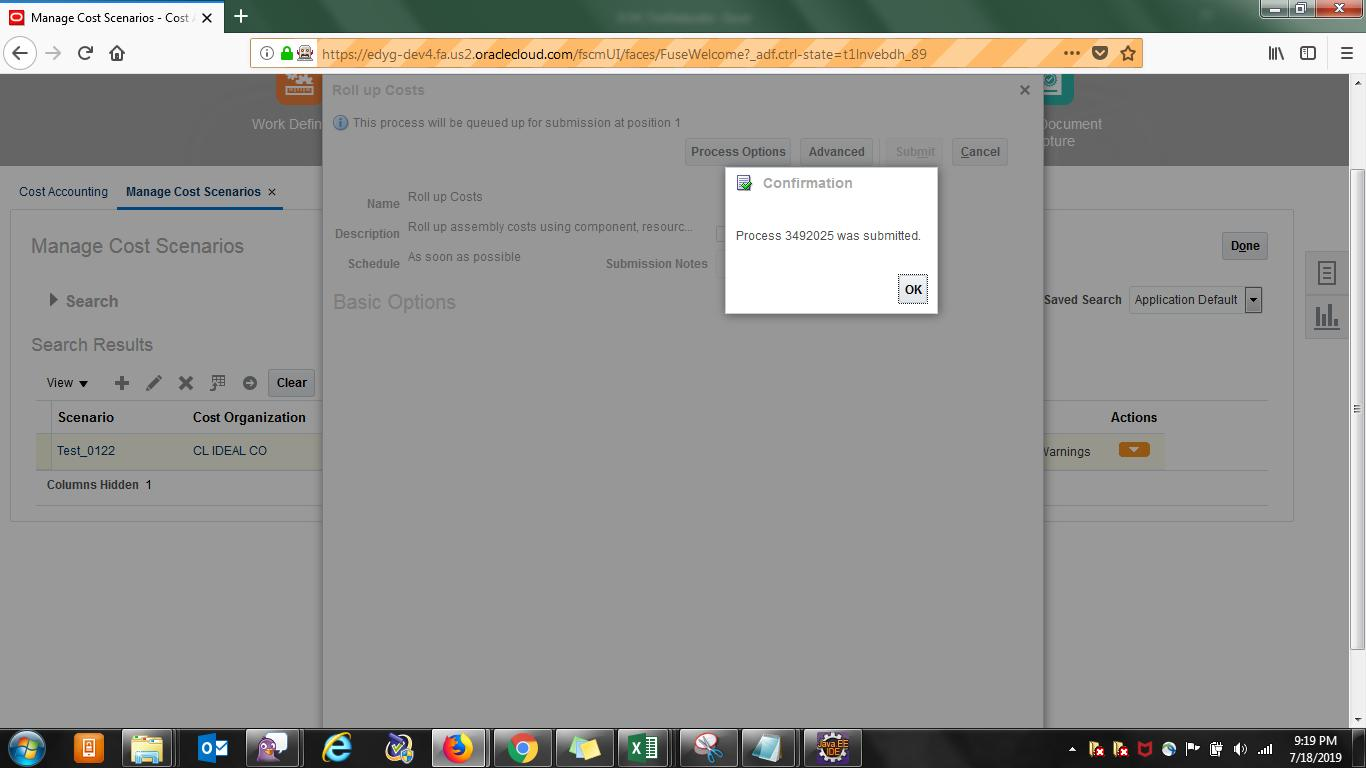 Manage Cost Scenarios - Cost A
https://edyg-dev4.fa.us2.oraclecloud.com/fscmUI/faces/FuseWelcome?_adf.ctrl-state=t1lnvebdh_89
Work Defin
Document
pture
Roll up Costs
This process will be queued up for submission at position 1
Process Options
Advanced
Submit
Cancel
Name Roll up Costs
Description Roll up assembly costs using component, resourc...
Schedule As soon as possible
Submission Notes
Basic Options
Confirmation
Process 3492025 was submitted.
OK
Cost Accounting
Manage Cost Scenarios
Manage Cost Scenarios
Done
Search
Saved Search Application Default
Search Results
View
Clear
Scenario Cost Organization Actions
Test_0122 CL IDEAL CO Warnings
Columns Hidden 1
Java EE
IDE
9:19 PM
7/18/2019